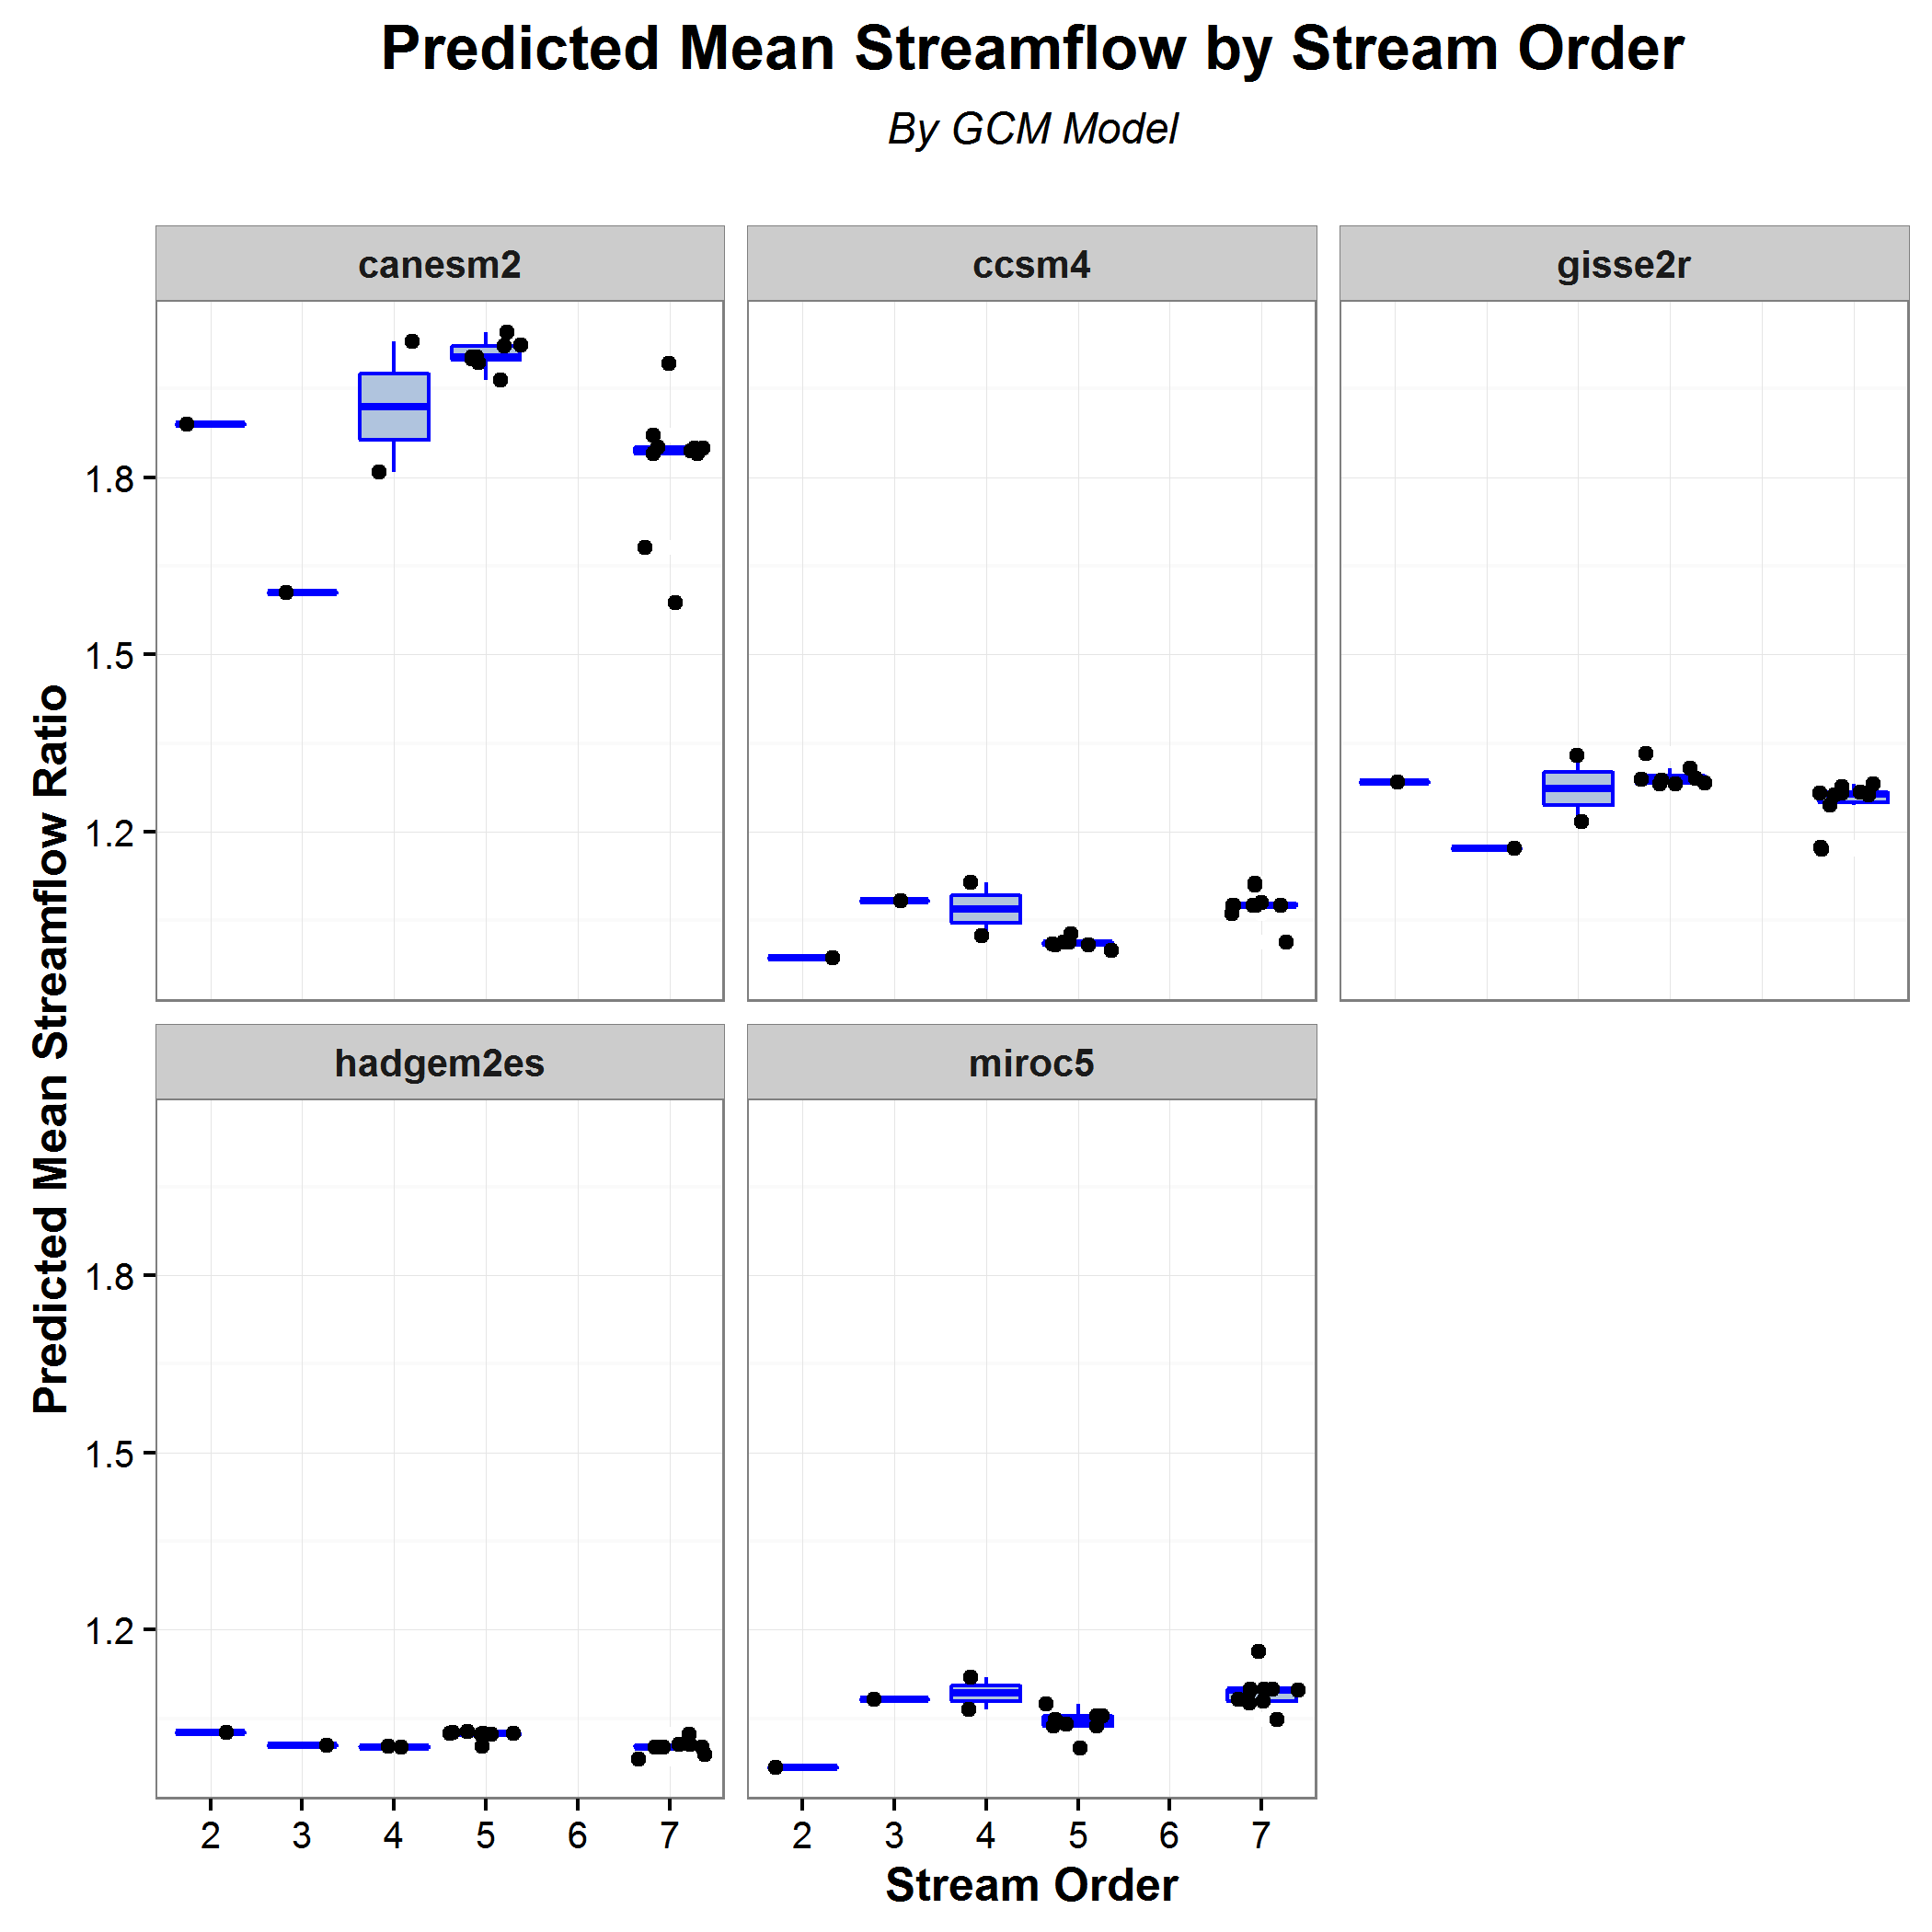 Predicted Mean Streamflow by Stream Order
By GCM Model
canesm2
ccsm4
gisse2r
1.8
1.5
1.2
Predicted Mean Streamflow Ratio
hadgem2es
miroc5
1.8
1.5
1.2
2 3 4 5 6 7
2 3 4 5 6 7
Stream Order